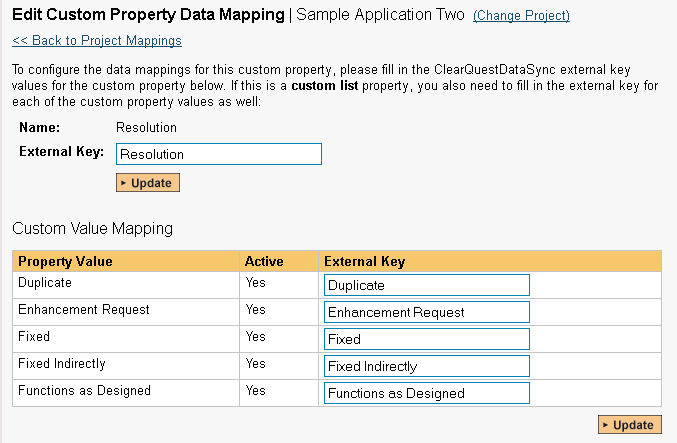 Edit Custom Property Data Mapping | Sample Application Two (Change Project)
<< Back to Project Mappings
To configure the data mappings for this custom property, please fill in the ClearQuestDataSync external key
values for the custom property below. If this is a custom list property, you also need to fill in the external key for
each of the custom property values as well:
Name: Resolution
External Key: Resolution
Update
Custom Value Mapping
Property Value Active External Key
Duplicate Yes Duplicate
Enhancement Request Yes Enhancement Request
Fixed Yes Fixed
Fixed Indirectly Yes Fixed Indirectly
Functions as Designed Yes Functions as Designed
Update